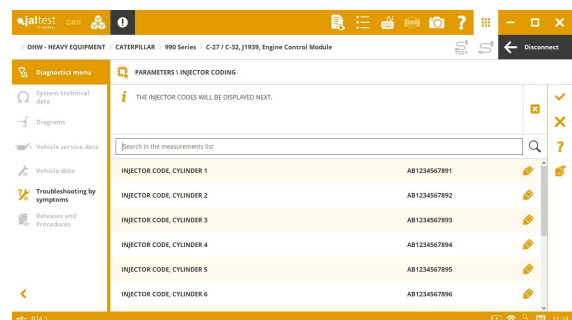 jaltest GRP
> OHW - HEAVY EQUIPMENT > CATERPILLAR > 990 Series > C-27 / C-32, J1939, Engine Control Module
TEST
Disconnect
Diagnostics menu
PARAMETERS \ INJECTOR CODING
System technical
data
THE INJECTOR CODES WILL BE DISPLAYED NEXT.
Diagrams
Vehicle service data
Search in the measurements list
Vehicle data
INJECTOR CODE, CYLINDER 1 AB1234567891
Troubleshooting by
symptoms
INJECTOR CODE, CYLINDER 2 AB1234567892
Releases and
Procedures
INJECTOR CODE, CYLINDER 3 AB1234567893
INJECTOR CODE, CYLINDER 4 AB1234567894
INJECTOR CODE, CYLINDER 5 AB1234567895
INJECTOR CODE, CYLINDER 6 AB1234567896
11:24